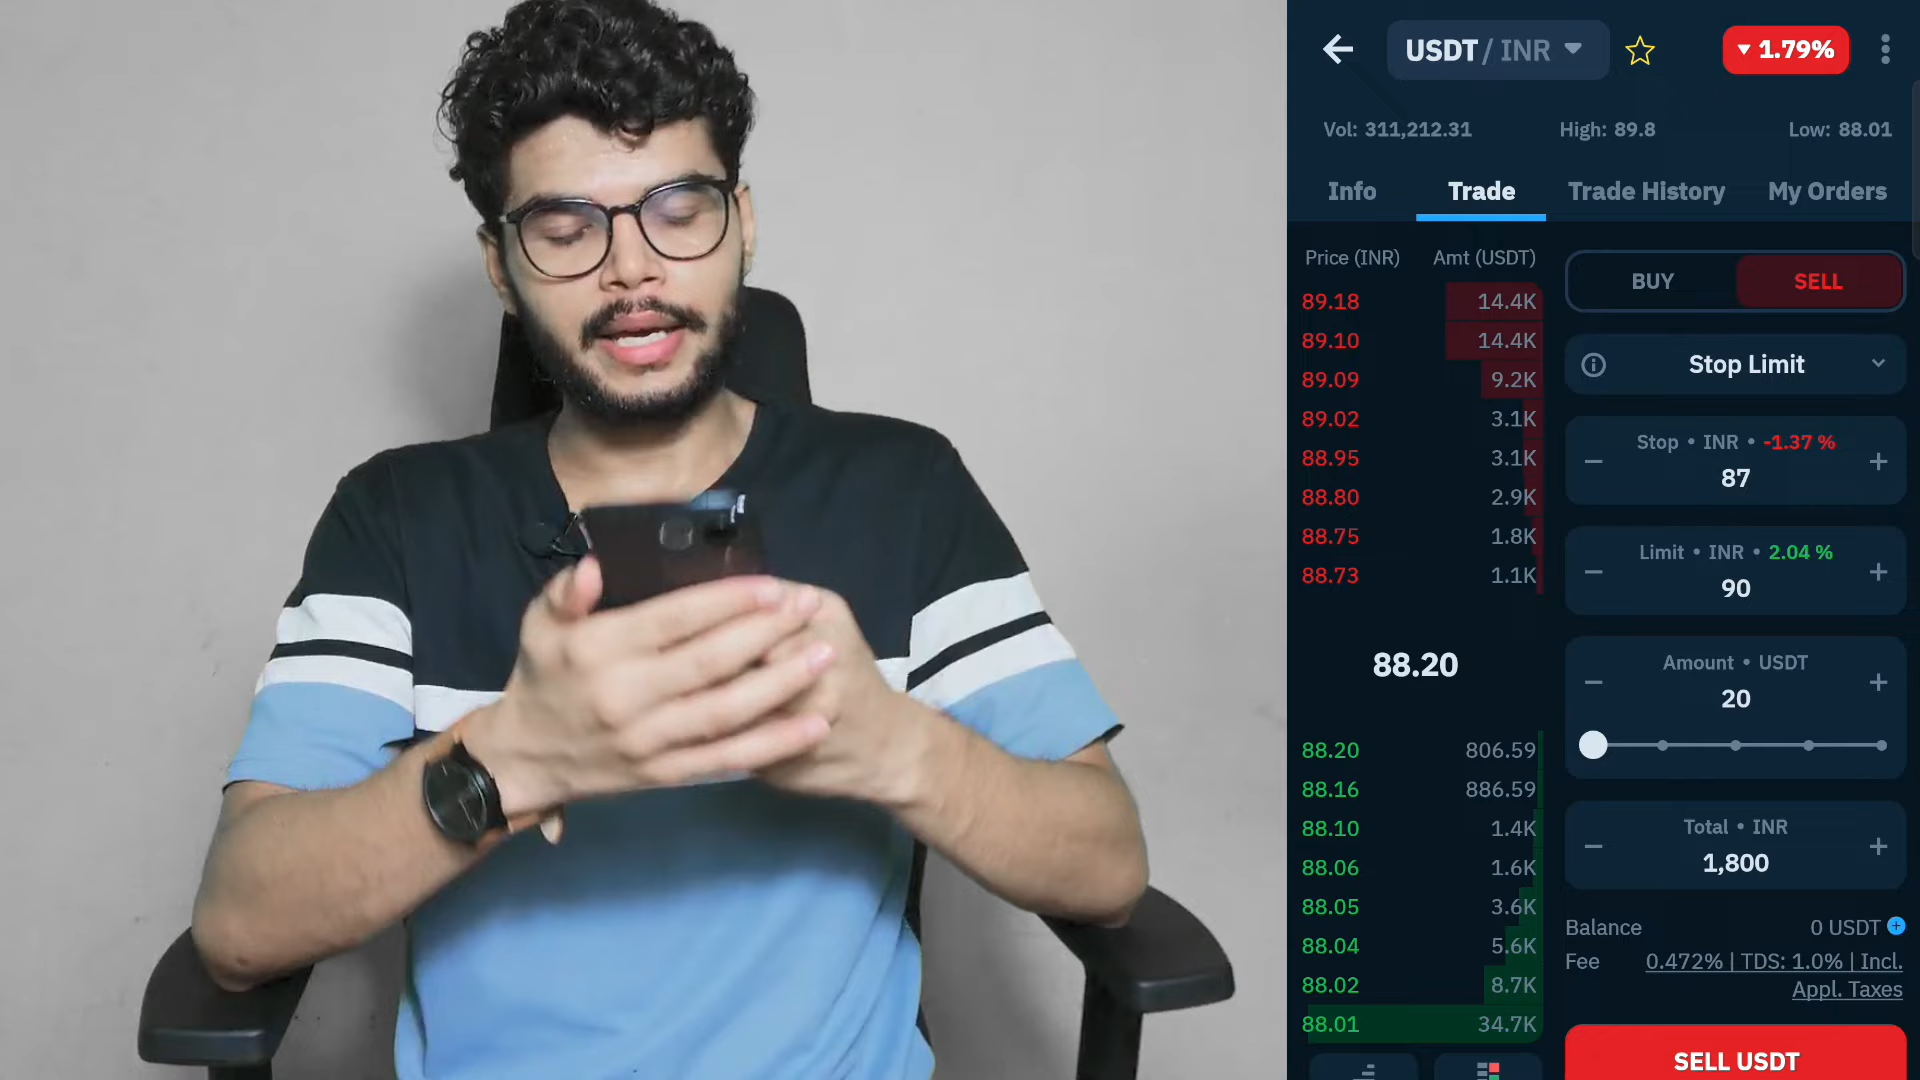 USDT / INR
1.79%
Vol: 311,212.31 High: 89.8 Low: 88.01
Info Trade Trade History My Orders
Price (INR) Amt (USDT)
89.18 14.4K
89.10 14.4K
89.09 9.2K
89.02 3.1K
88.95 3.1K
88.80 2.9K
88.75 1.8K
88.73 1.1K
88.20
88.20 806.59
88.16 886.59
88.10 1.4K
88.06 1.6K
88.05 3.6K
88.04 5.6K
88.02 8.7K
88.01 34.7K
BUY SELL
Stop Limit
Stop • INR • -1.37 %
87
Limit • INR • 2.04 %
90
Amount • USDT
20
Total • INR
1,800
Balance 0 USDT
Fee 0.472% | TDS: 1.0% | Incl.
Appl. Taxes
SELL USDT